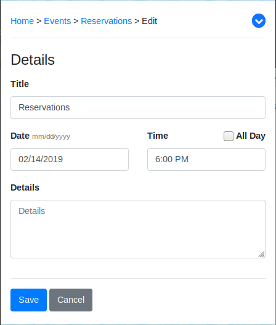 Home > Events > Reservations > Edit
Details
Title
Reservations
Date mm/dd/yyyy Time All Day
02/14/2019 6:00 PM
Details
Details
Save Cancel